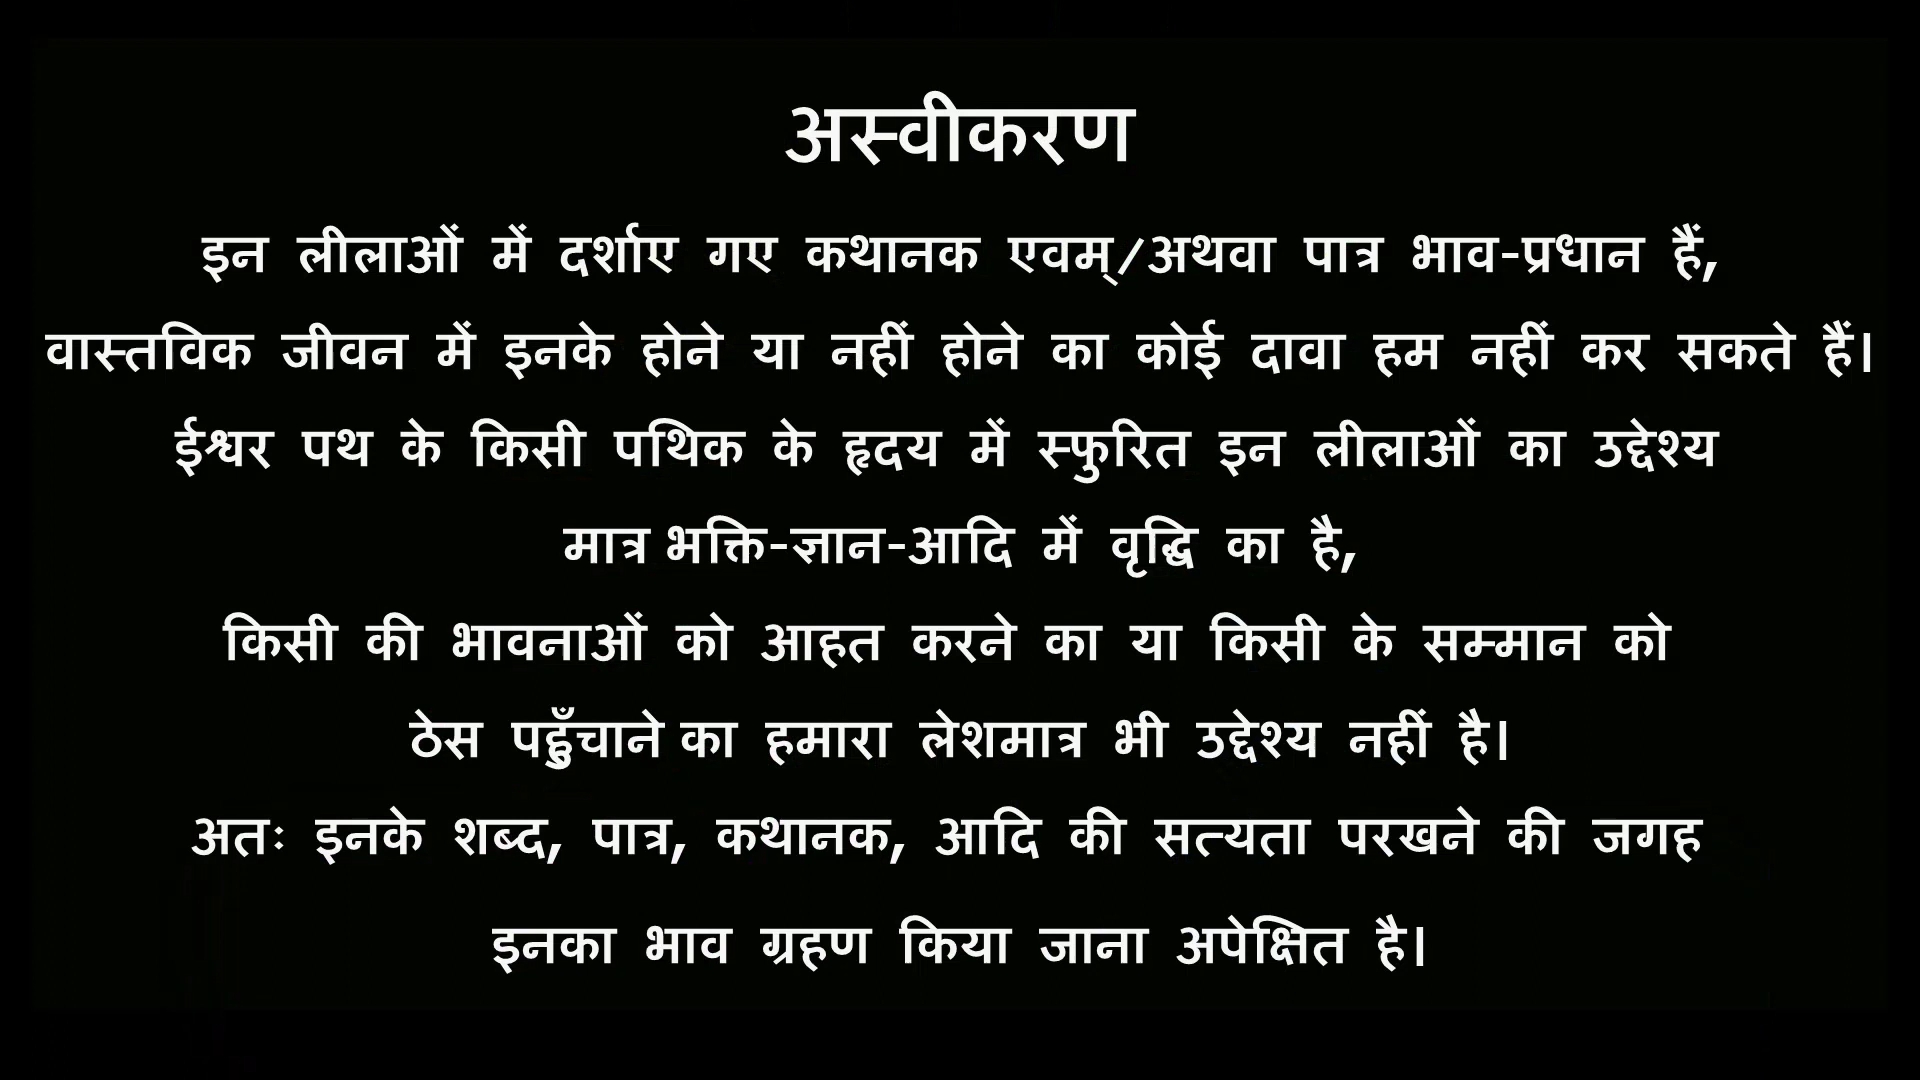 अस्वीकरण
इन लीलाओं में दर्शाए गए कथानक एवम्/अथवा पात्र भाव-प्रधान हैं,
वास्तविक जीवन में इनके होने या नहीं होने का कोई दावा हम नहीं कर सकते हैं।
ईश्वर पथ के किसी पथिक के हृदय में स्फुरित इन लीलाओं का उद्देश्य
मात्र भक्ति-ज्ञान-आदि में वृद्धि का है,
किसी की भावनाओं को आहत करने का या किसी के सम्मान को
ठेस पहुँचाने का हमारा लेशमात्र भी उद्देश्य नहीं है।
अतः इनके शब्द, पात्र, कथानक, आदि की सत्यता परखने की जगह
इनका भाव ग्रहण किया जाना अपेक्षित है।